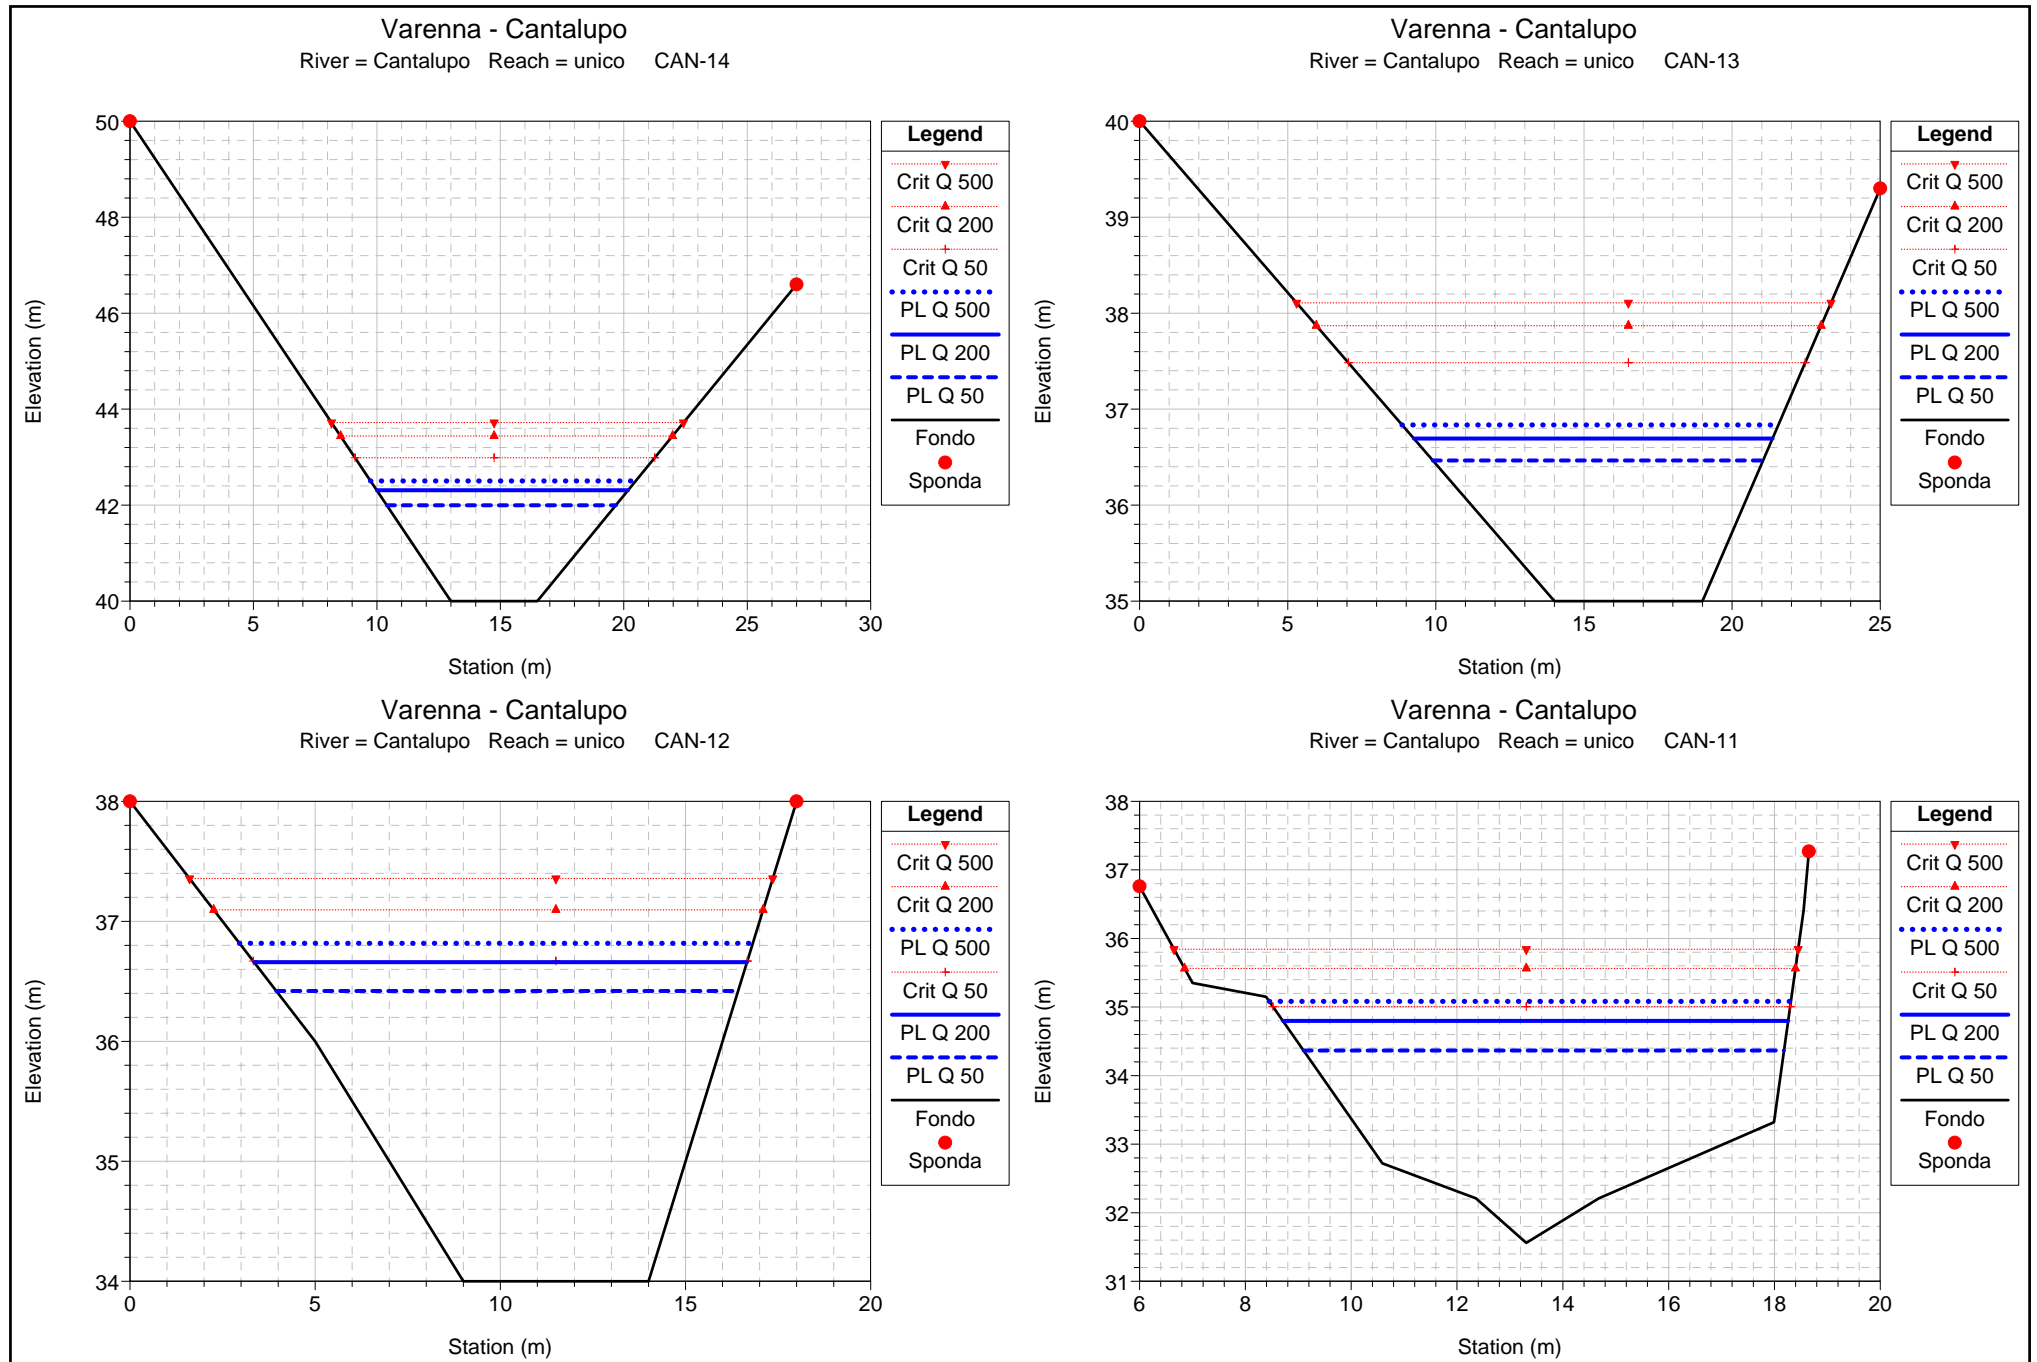 Varenna - Cantalupo
River = Cantalupo Reach = unico CAN-14
Elevation (m)
50
48
46
44
42
40
0 5 10 15 20 25 30
Station (m)
Legend
Crit Q 500
Crit Q 200
Crit Q 50
PL Q 500
PL Q 200
PL Q 50
Fondo
Sponda
Varenna - Cantalupo
River = Cantalupo Reach = unico CAN-13
Elevation (m)
40
39
38
37
36
35
0 5 10 15 20 25
Station (m)
Legend
Crit Q 500
Crit Q 200
Crit Q 50
PL Q 500
PL Q 200
PL Q 50
Fondo
Sponda
Varenna - Cantalupo
River = Cantalupo Reach = unico CAN-12
Elevation (m)
38
37
36
35
34
0 5 10 15 20
Station (m)
Legend
Crit Q 500
Crit Q 200
PL Q 500
Crit Q 50
PL Q 200
PL Q 50
Fondo
Sponda
Varenna - Cantalupo
River = Cantalupo Reach = unico CAN-11
Elevation (m)
38
37
36
35
34
33
32
31
6 8 10 12 14 16 18 20
Station (m)
Legend
Crit Q 500
Crit Q 200
PL Q 500
Crit Q 50
PL Q 200
PL Q 50
Fondo
Sponda